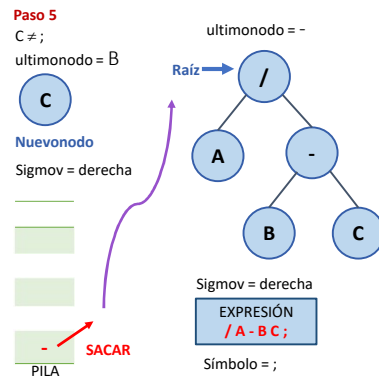 Paso 5
C ≠ ;
ultimonodo = B
C
Nuevonodo
Sigmov = derecha
-
SACAR
PILA
ultimonodo = -
Raíz
/
A
-
B
C
Sigmov = derecha
EXPRESIÓN
/ A - B C ;
Símbolo = ;